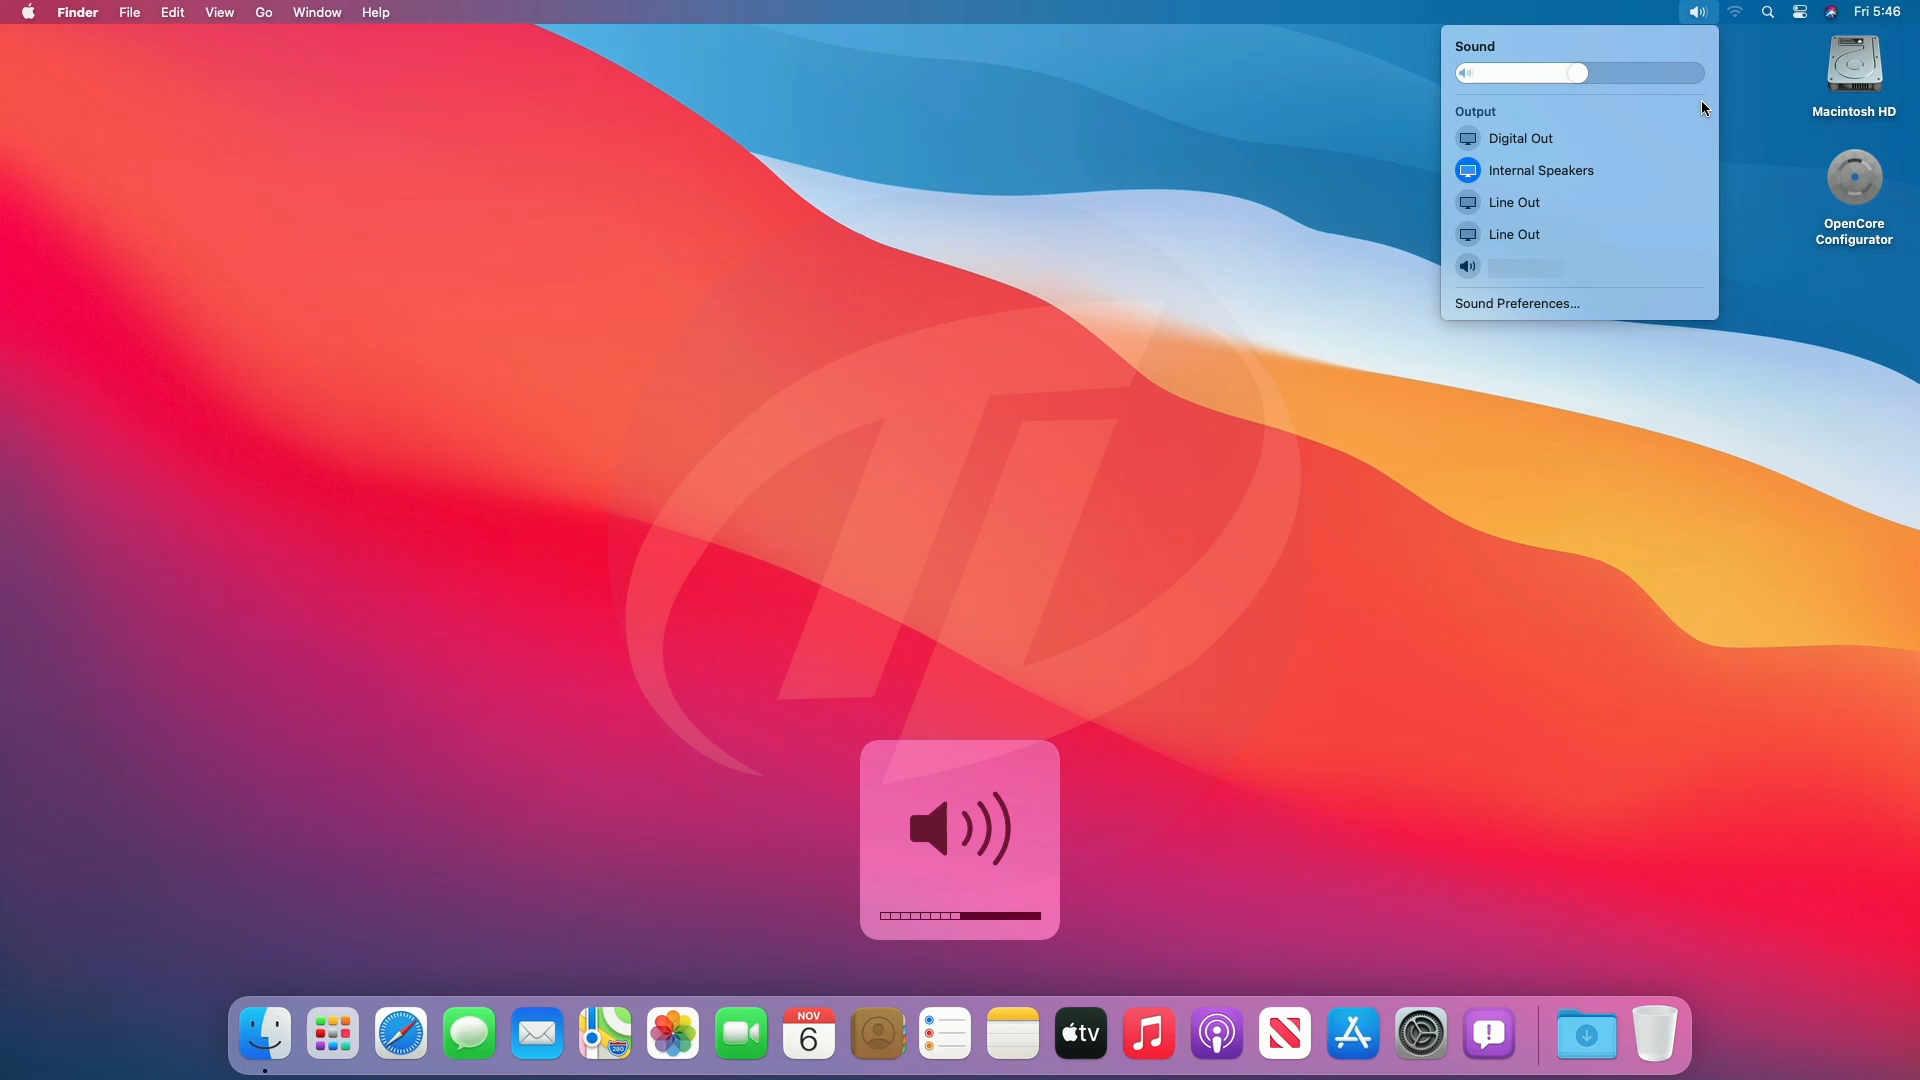 Finder File Edit View Go Window Help
Fri 5:46
Sound
Output
Digital Out
Internal Speakers
Line Out
Line Out
Sound Preferences...
Macintosh HD
OpenCore
Configurator
NOV
6
280
tv